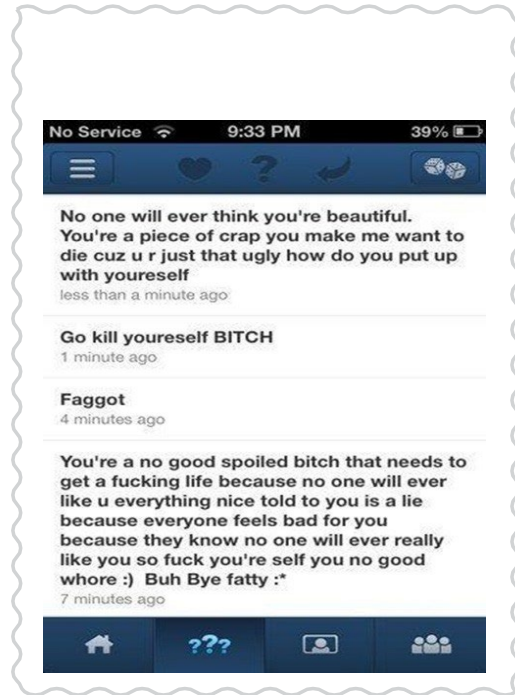 No Service 9:33 PM 39%
No one will ever think you're beautiful.
You're a piece of crap you make me want to
die cuz u r just that ugly how do you put up
with youreself
less than a minute ago
Go kill youreself BITCH
1 minute ago
Faggot
4 minutes ago
You're a no good spoiled bitch that needs to
get a fucking life because no one will ever
like u everything nice told to you is a lie
because everyone feels bad for you
because they know no one will ever really
like you so fuck you're self you no good
whore :) Buh Bye fatty :*
7 minutes ago
???